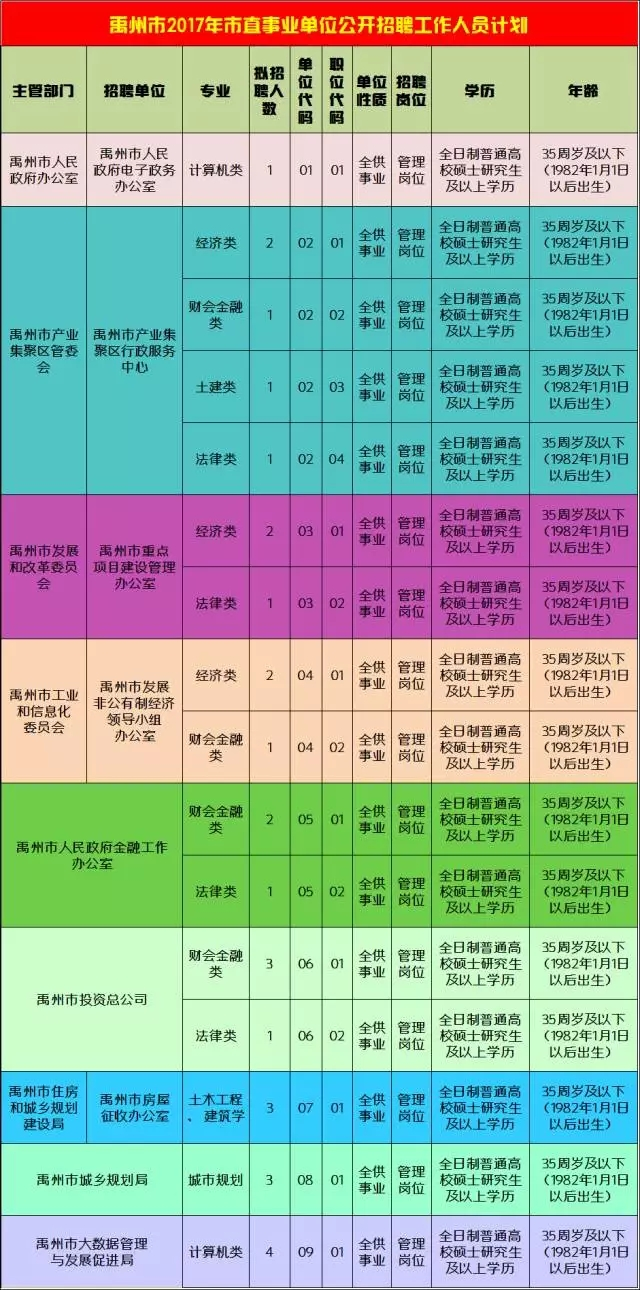 禹州市2017年市直事业单位公开招聘工作人员计划
主管部门 招聘单位 专业 拟招聘人数 单位代码 职位代码 单位性质 招聘岗位 学历 年龄
禹州市人民政府办公室 禹州市人民政府电子政务办公室 计算机类 1 01 01 全供事业 管理岗位 全日制普通高校硕士研究生及以上学历 35周岁及以下（1982年1月1日以后出生）
禹州市产业集聚区管委会 禹州市产业集聚区行政服务中心 经济类 2 02 01 全供事业 管理岗位 全日制普通高校硕士研究生及以上学历 35周岁及以下（1982年1月1日以后出生）
财会金融类 1 02 02 全供事业 管理岗位 全日制普通高校硕士研究生及以上学历 35周岁及以下（1982年1月1日以后出生）
土建类 1 02 03 全供事业 管理岗位 全日制普通高校硕士研究生及以上学历 35周岁及以下（1982年1月1日以后出生）
法律类 1 02 04 全供事业 管理岗位 全日制普通高校硕士研究生及以上学历 35周岁及以下（1982年1月1日以后出生）
禹州市发展和改革委员会 禹州市重点项目建设管理办公室 经济类 2 03 01 全供事业 管理岗位 全日制普通高校硕士研究生及以上学历 35周岁及以下（1982年1月1日以后出生）
法律类 1 03 02 全供事业 管理岗位 全日制普通高校硕士研究生及以上学历 35周岁及以下（1982年1月1日以后出生）
禹州市工业和信息化委员会 禹州市发展非公有制经济领导小组办公室 经济类 2 04 01 全供事业 管理岗位 全日制普通高校硕士研究生及以上学历 35周岁及以下（1982年1月1日以后出生）
财会金融类 1 04 02 全供事业 管理岗位 全日制普通高校硕士研究生及以上学历 35周岁及以下（1982年1月1日以后出生）
禹州市人民政府金融工作办公室 财会金融类 2 05 01 全供事业 管理岗位 全日制普通高校硕士研究生及以上学历 35周岁及以下（1982年1月1日以后出生）
法律类 1 05 02 全供事业 管理岗位 全日制普通高校硕士研究生及以上学历 35周岁及以下（1982年1月1日以后出生）
禹州市投资总公司 财会金融类 3 06 01 全供事业 管理岗位 全日制普通高校硕士研究生及以上学历 35周岁及以下（1982年1月1日以后出生）
法律类 1 06 02 全供事业 管理岗位 全日制普通高校硕士研究生及以上学历 35周岁及以下（1982年1月1日以后出生）
禹州市住房和城乡规划建设局 禹州市房屋征收办公室 土木工程、建筑学 3 07 01 全供事业 管理岗位 全日制普通高校硕士研究生及以上学历 35周岁及以下（1982年1月1日以后出生）
禹州市城乡规划局 城市规划 3 08 01 全供事业 管理岗位 全日制普通高校硕士研究生及以上学历 35周岁及以下（1982年1月1日以后出生）
禹州市大数据管理与发展促进局 计算机类 4 09 01 全供事业 管理岗位 全日制普通高校硕士研究生及以上学历 35周岁及以下（1982年1月1日以后出生）